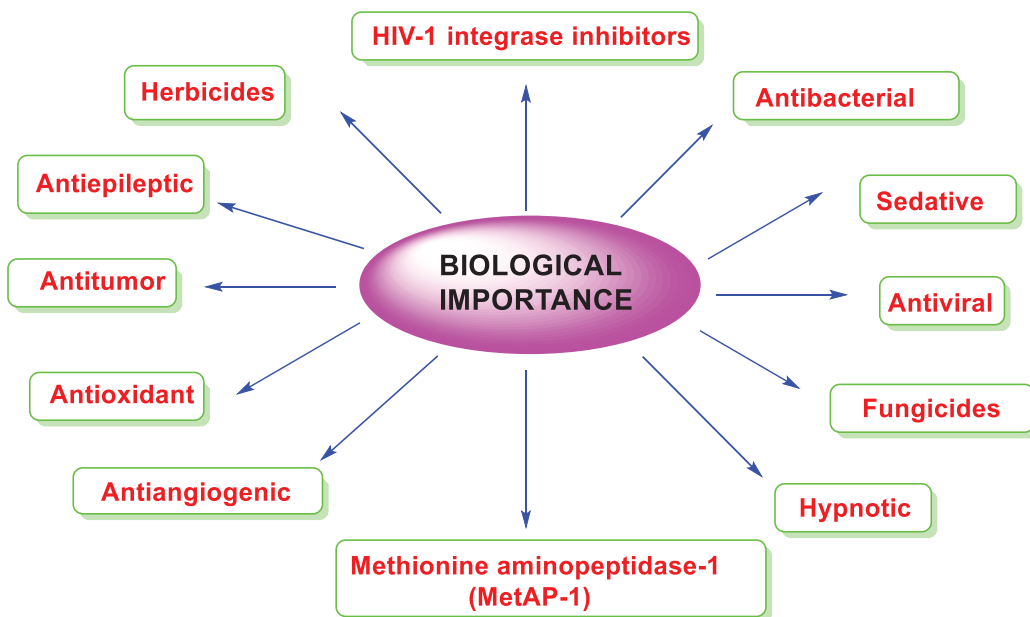 HIV-1 integrase inhibitors
Herbicides
Antibacterial
Antiepileptic
Sedative
BIOLOGICAL
IMPORTANCE
Antitumor
Antiviral
Antioxidant
Fungicides
Antiangiogenic
Hypnotic
Methionine aminopeptidase-1
(MetAP-1)